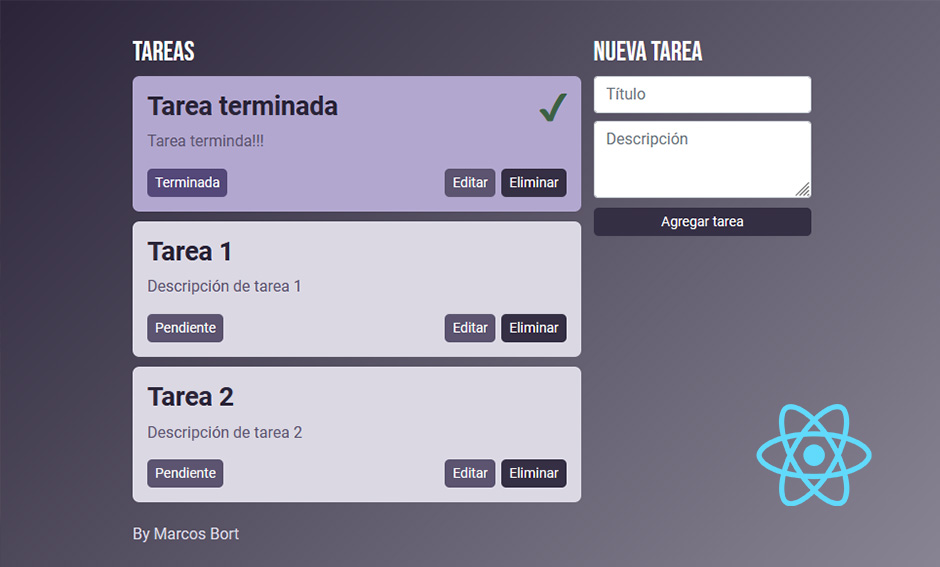 TAREAS
Tarea terminada
Tarea terminda!!!
Terminada
Editar Eliminar
Tarea 1
Descripción de tarea 1
Pendiente
Editar Eliminar
Tarea 2
Descripción de tarea 2
Pendiente
Editar Eliminar
By Marcos Bort
NUEVA TAREA
Título
Descripción
Agregar tarea